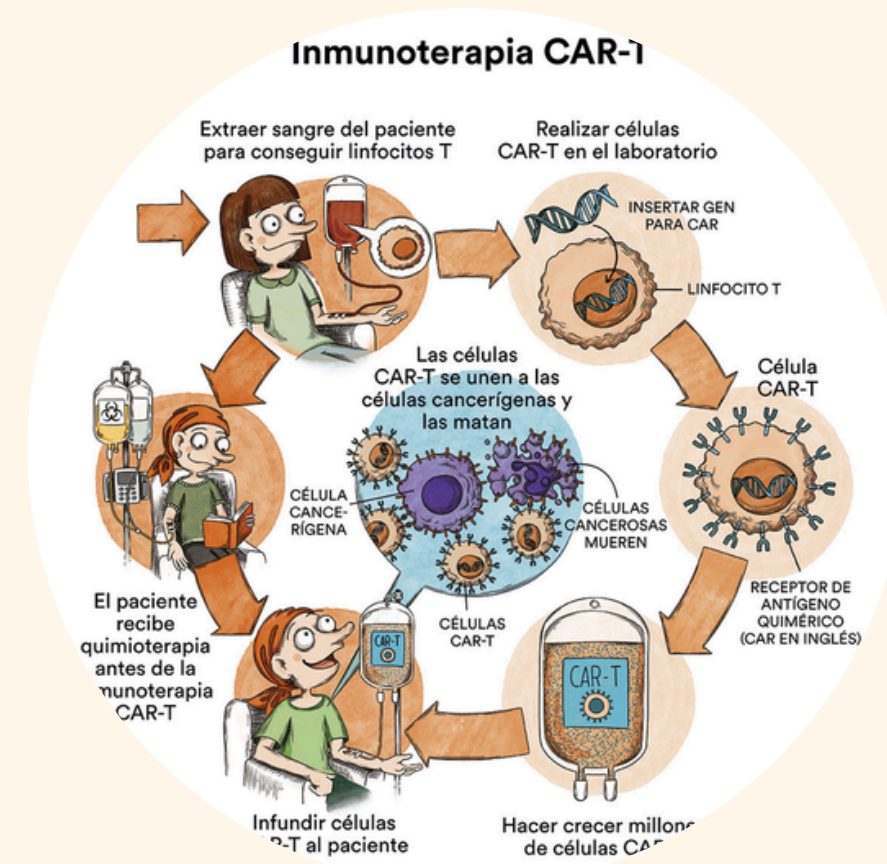 Inmunoterapia CAR-T
Extraer sangre del paciente
para conseguir linfocitos T
Realizar células
CAR-T en el laboratorio
INSERTAR GEN
PARA CAR
LINFOCITO T
Célula
CAR-T
RECEPTOR DE
ANTÍGENO
QUIMÉRICO
(CAR EN INGLÉS)
Las células
CAR-T se unen a las
células cancerígenas y
las matan
CÉLULA
CANCE-
RÍGENA
CÉLULAS
CANCEROSAS
MUEREN
CÉLULAS
CAR-T
El paciente
recibe
quimioterapia
antes de la
munoterapia
CAR-T
CAR-T
CAR-T
Infundir células
R-T al paciente
Hacer crecer millone
de células CAR